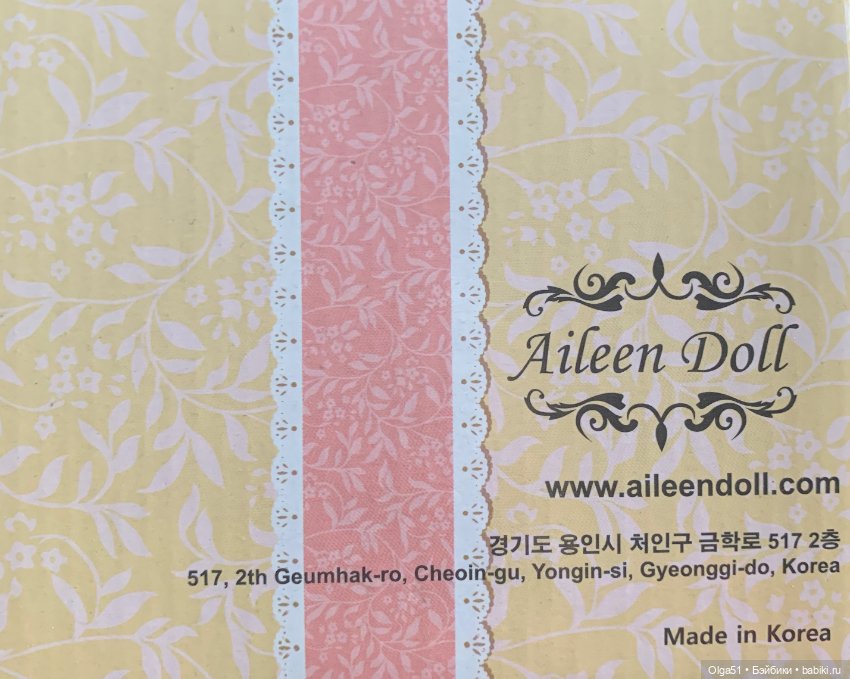 Aileen Doll
www.aileendoll.com
경기도 용인시 처인구 금학로 517 2층
517, 2th Geumhak-ro, Cheoin-gu, Yongin-si, Gyeonggi-do, Korea
Made in Korea
Olga51 • Бэйбики • babiki.ru